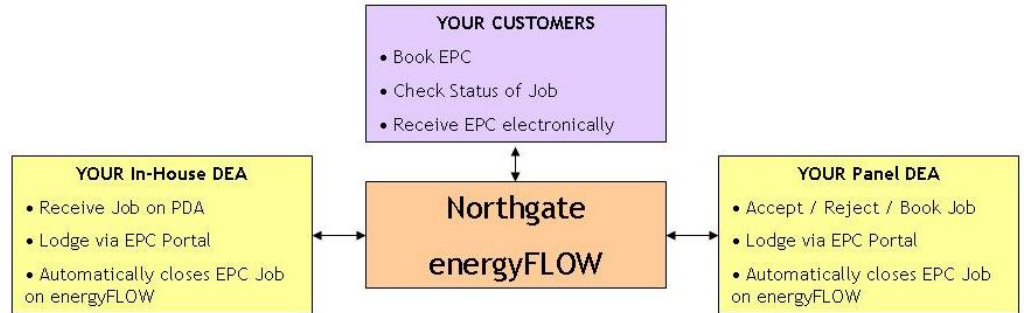 YOUR CUSTOMERS
• Book EPC
• Check Status of Job
• Receive EPC electronically
YOUR In-House DEA
• Receive Job on PDA
• Lodge via EPC Portal
• Automatically closes EPC Job
on energyFLOW
Northgate
energyFLOW
YOUR Panel DEA
• Accept / Reject / Book Job
• Lodge via EPC Portal
• Automatically closes EPC Job
on energyFLOW